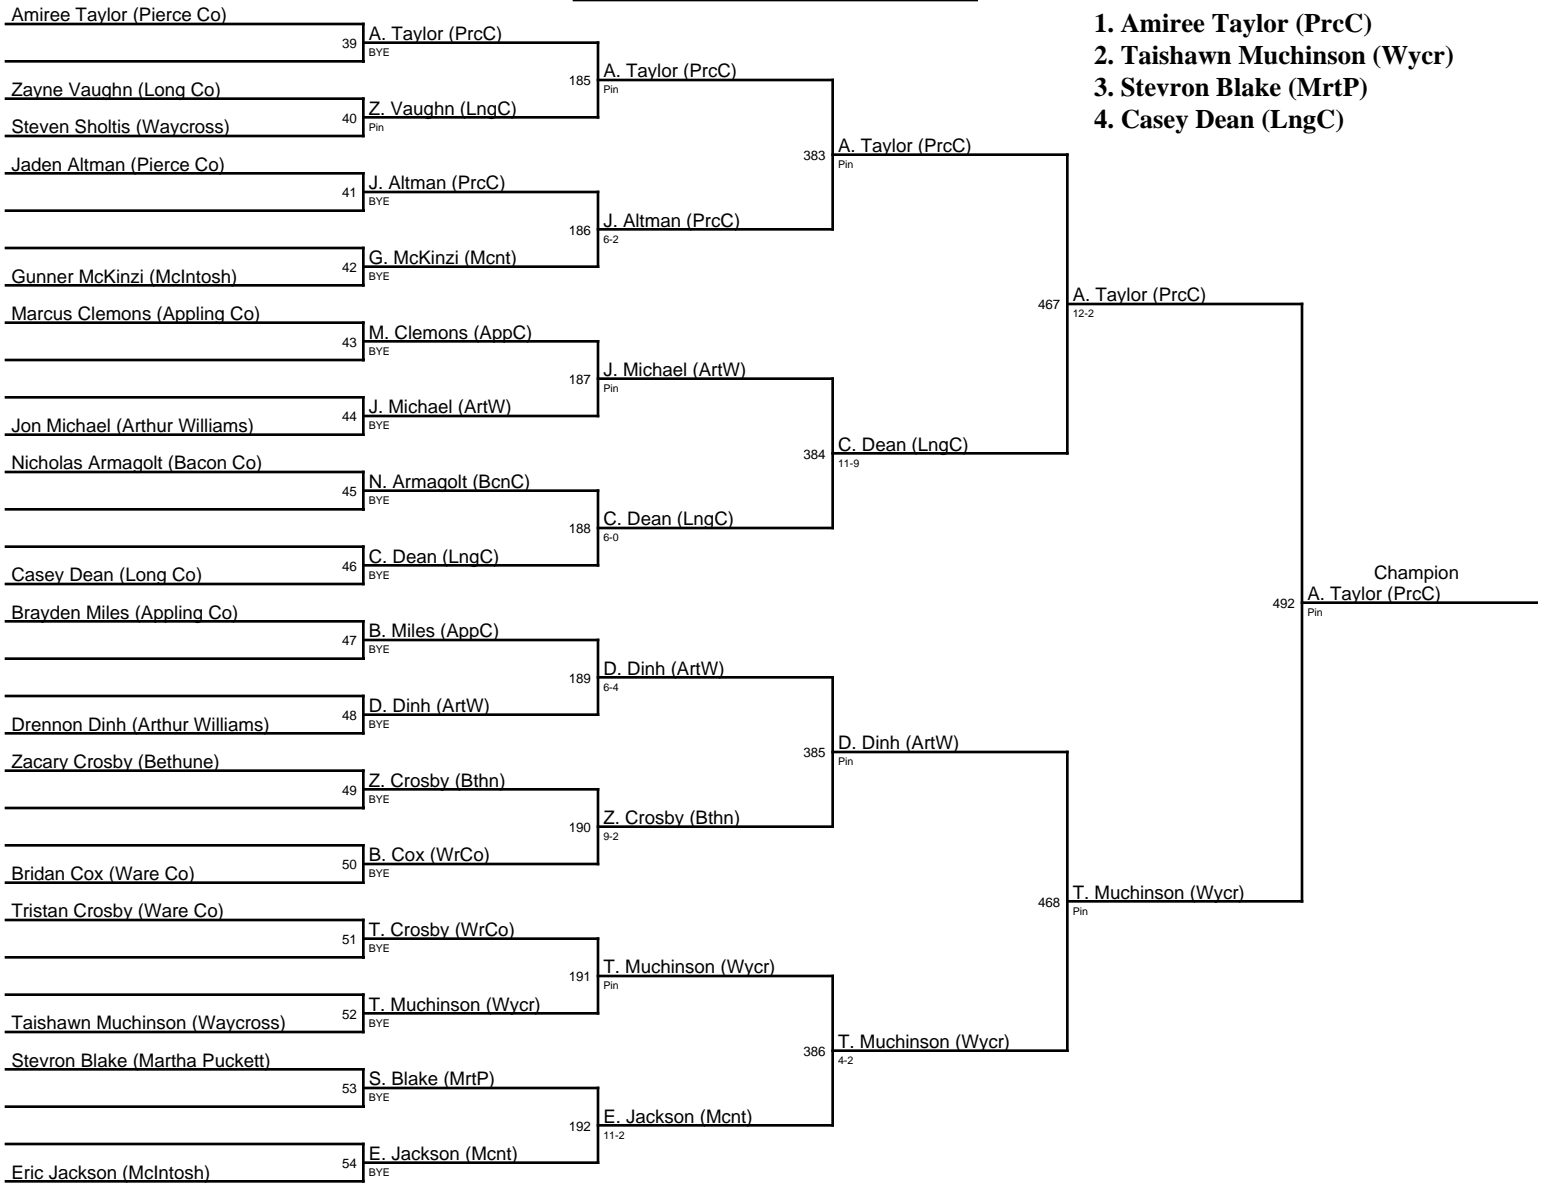 Amiree Taylor (Pierce Co)
Zayne Vaughn (Long Co)
Steven Sholtis (Waycross)
Jaden Altman (Pierce Co)
Gunner McKinzi (McIntosh)
Marcus Clemons (Appling Co)
Jon Michael (Arthur Williams)
Nicholas Armagolt (Bacon Co)
Casey Dean (Long Co)
Brayden Miles (Appling Co)
Drennon Dinh (Arthur Williams)
Zacary Crosby (Bethune)
Bridan Cox (Ware Co)
Tristan Crosby (Ware Co)
Taishawn Muchinson (Waycross)
Stevron Blake (Martha Puckett)
Eric Jackson (McIntosh)
39 A. Taylor (PrcC)
BYE
40 Z. Vaughn (LngC)
Pin
41 J. Altman (PrcC)
BYE
42 G. McKinzi (Mcnt)
BYE
43 M. Clemons (AppC)
BYE
44 J. Michael (ArtW)
BYE
45 N. Armagolt (BcnC)
BYE
46 C. Dean (LngC)
BYE
47 B. Miles (AppC)
BYE
48 D. Dinh (ArtW)
BYE
49 Z. Crosby (Bthn)
BYE
50 B. Cox (WrCo)
BYE
51 T. Crosby (WrCo)
BYE
52 T. Muchinson (Wycr)
BYE
53 S. Blake (MrtP)
BYE
54 E. Jackson (Mcnt)
BYE
185 A. Taylor (PrcC)
Pin
186 J. Altman (PrcC)
6-2
187 J. Michael (ArtW)
Pin
188 C. Dean (LngC)
6-0
189 D. Dinh (ArtW)
6-4
190 Z. Crosby (Bthn)
9-2
191 T. Muchinson (Wycr)
Pin
192 E. Jackson (Mcnt)
11-2
383 A. Taylor (PrcC)
Pin
384 C. Dean (LngC)
11-9
385 D. Dinh (ArtW)
Pin
386 T. Muchinson (Wycr)
4-2
467 A. Taylor (PrcC)
12-2
468 T. Muchinson (Wycr)
Pin
Champion
492 A. Taylor (PrcC)
Pin
1. Amiree Taylor (PrcC)
2. Taishawn Muchinson (Wycr)
3. Stevron Blake (MrtP)
4. Casey Dean (LngC)